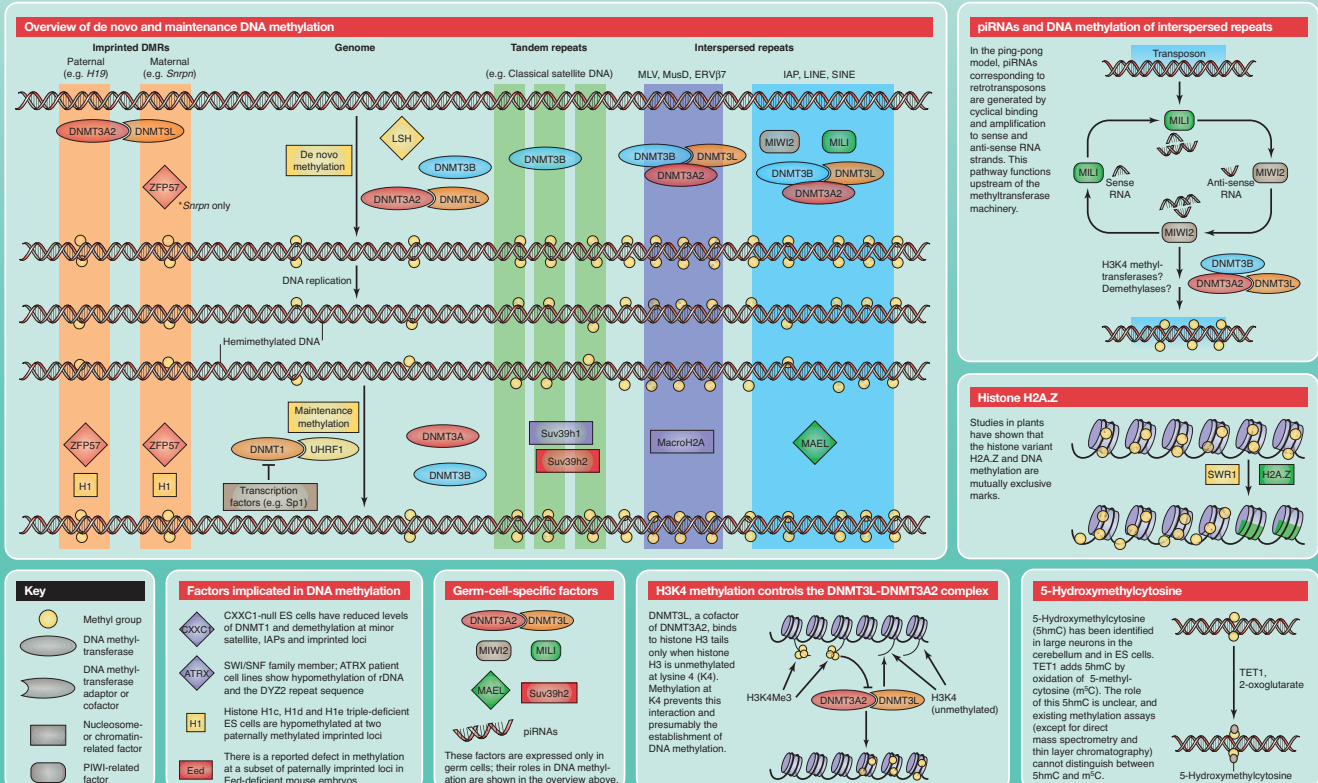 Overview of de novo and maintenance DNA methylation
Imprinted DMRs
Genome
Tandem repeats
Interspersed repeats
Paternal
(e.g. H19)
Maternal
(e.g. Snrpn)
(e.g. Classical satellite DNA)
MLV, MusD, ERVβ7
IAP, LINE, SINE
DNMT3A2
DNMT3L
ZFP57
*Snrpn only
De novo
methylation
LSH
DNMT3B
DNMT3A2
DNMT3L
DNMT3B
DNMT3B
DNMT3L
DNMT3A2
MIWI2
MILI
DNMT3B
DNMT3L
DNMT3A2
DNA replication
Hemimethylated DNA
Maintenance
methylation
ZFP57
ZFP57
H1
H1
DNMT1
UHRF1
Transcription
factors (e.g. Sp1)
DNMT3A
DNMT3B
Suv39h1
Suv39h2
MacroH2A
MAEL
piRNAs and DNA methylation of interspersed repeats
In the ping-pong
model, piRNAs
corresponding to
retrotransposons
are generated by
cyclical binding
and amplification
to sense and
anti-sense RNA
strands. This
pathway functions
upstream of the
methyltransferase
machinery.
Transposon
MILI
MILI
Sense
RNA
Anti-sense
RNA
MIWI2
MIWI2
H3K4 methyl-
transferases?
Demethylases?
DNMT3B
DNMT3A2
DNMT3L
Histone H2A.Z
Studies in plants
have shown that
the histone variant
H2A.Z and DNA
methylation are
mutually exclusive
marks.
SWR1
H2A.Z
Key
Methyl group
DNA methyl-
transferase
DNA methyl-
transferase
adaptor or
cofactor
Nucleosome-
or chromatin-
related factor
PIWI-related
factor
Factors implicated in DNA methylation
CXXC1
CXXC1-null ES cells have reduced levels
of DNMT1 and demethylation at minor
satellite, IAPs and imprinted loci
ATRX
SWI/SNF family member; ATRX patient
cell lines show hypomethylation of rDNA
and the DYZ2 repeat sequence
H1
Histone H1c, H1d and H1e triple-deficient
ES cells are hypomethylated at two
paternally methylated imprinted loci
Eed
There is a reported defect in methylation
at a subset of paternally imprinted loci in
Eed-deficient mouse embryos
Germ-cell-specific factors
DNMT3A2
DNMT3L
MIWI2
MILI
MAEL
Suv39h2
piRNAs
These factors are expressed only in
germ cells; their roles in DNA methyl-
ation are shown in the overview above.
H3K4 methylation controls the DNMT3L-DNMT3A2 complex
DNMT3L, a cofactor
of DNMT3A2, binds
to histone H3 tails
only when histone
H3 is unmethylated
at lysine 4 (K4).
Methylation at
K4 prevents this
interaction and
presumably the
establishment of
DNA methylation.
H3K4Me3
DNMT3A2
DNMT3L
H3K4
(unmethylated)
5-Hydroxymethylcytosine
5-Hydroxymethylcytosine
(5hmC) has been identified
in large neurons in the
cerebellum and in ES cells.
TET1 adds 5hmC by
oxidation of 5-methyl-
cytosine (m⁵C). The role
of this 5hmC is unclear, and
existing methylation assays
(except for direct
mass spectrometry and
thin layer chromatography)
cannot distinguish between
5hmC and m⁵C.
TET1,
2-oxoglutarate
5-Hydroxymethylcytosine